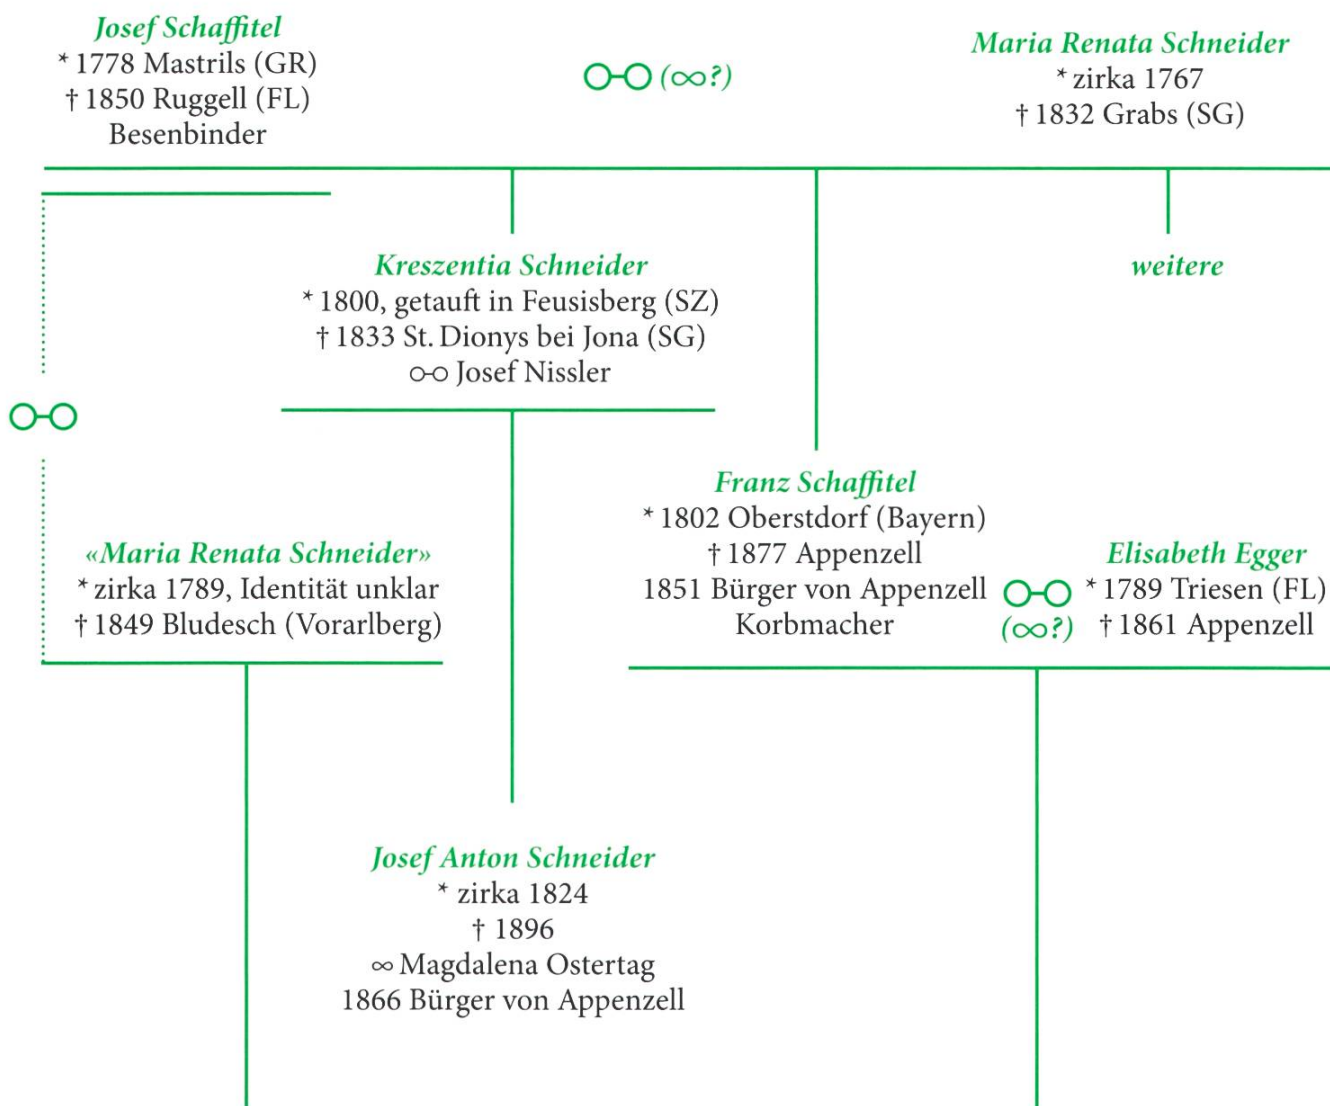 Josef Schaffitel
* 1778 Mastrils (GR)
† 1850 Ruggell (FL)
Besenbinder
(∞?)
Maria Renata Schneider
* zirka 1767
† 1832 Grabs (SG)
Kreszentia Schneider
* 1800, getauft in Feusisberg (SZ)
† 1833 St. Dionys bei Jona (SG)
o-o Josef Nissler
weitere
«Maria Renata Schneider»
* zirka 1789, Identität unklar
† 1849 Bludesch (Vorarlberg)
Franz Schaffitel
* 1802 Oberstdorf (Bayern)
† 1877 Appenzell
1851 Bürger von Appenzell
Korbmacher
(∞?)
Elisabeth Egger
* 1789 Triesen (FL)
† 1861 Appenzell
Josef Anton Schneider
* zirka 1824
† 1896
∞ Magdalena Ostertag
1866 Bürger von Appenzell